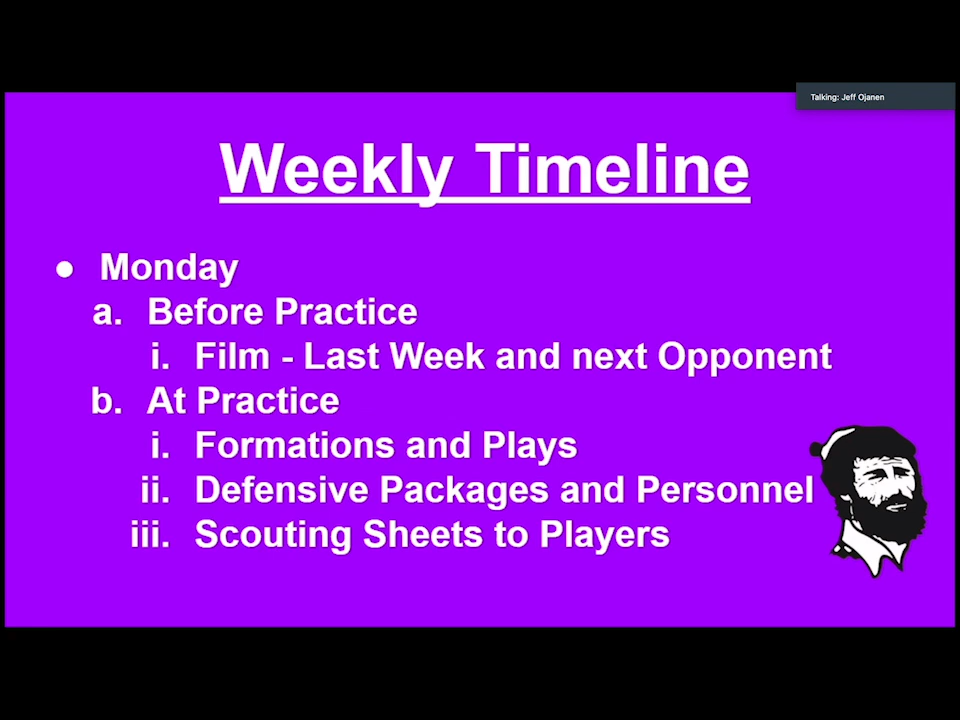 Talking: Jeff Ojanen
Weekly Timeline
● Monday
a. Before Practice
i. Film - Last Week and next Opponent
b. At Practice
i. Formations and Plays
ii. Defensive Packages and Personnel
iii. Scouting Sheets to Players